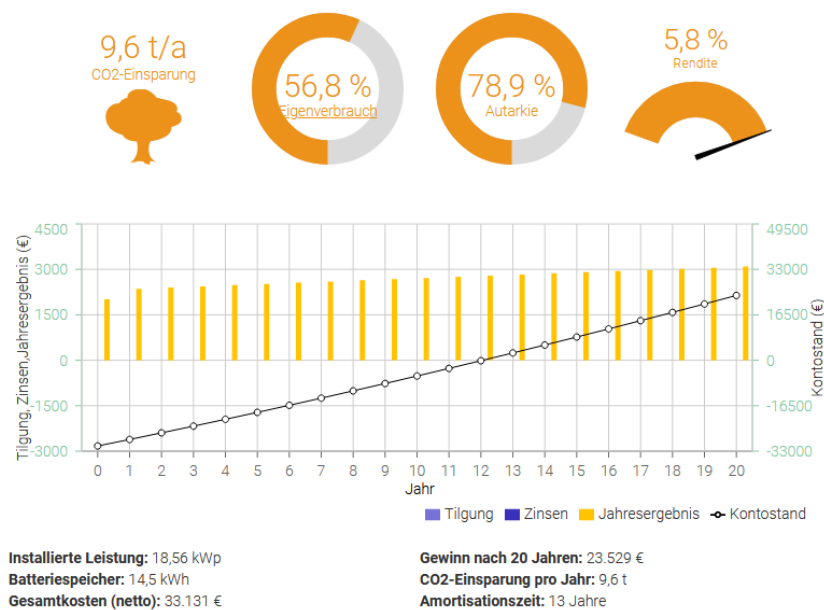 9,6 t/a
CO2-Einsparung
56,8 %
Eigenverbrauch
78,9 %
Autarkie
5,8 %
Rendite
Tilgung, Zinsen,Jahresergebnis (€)
4500
3000
1500
0
-1500
-3000
49500
33000
16500
0
-16500
-33000
Kontostand (€)
0 1 2 3 4 5 6 7 8 9 10 11 12 13 14 15 16 17 18 19 20
Jahr
Tilgung Zinsen Jahresergebnis Kontostand
Installierte Leistung: 18,56 kWp
Batteriespeicher: 14,5 kWh
Gesamtkosten (netto): 33.131 €
Gewinn nach 20 Jahren: 23.529 €
CO2-Einsparung pro Jahr: 9,6 t
Amortisationszeit: 13 Jahre